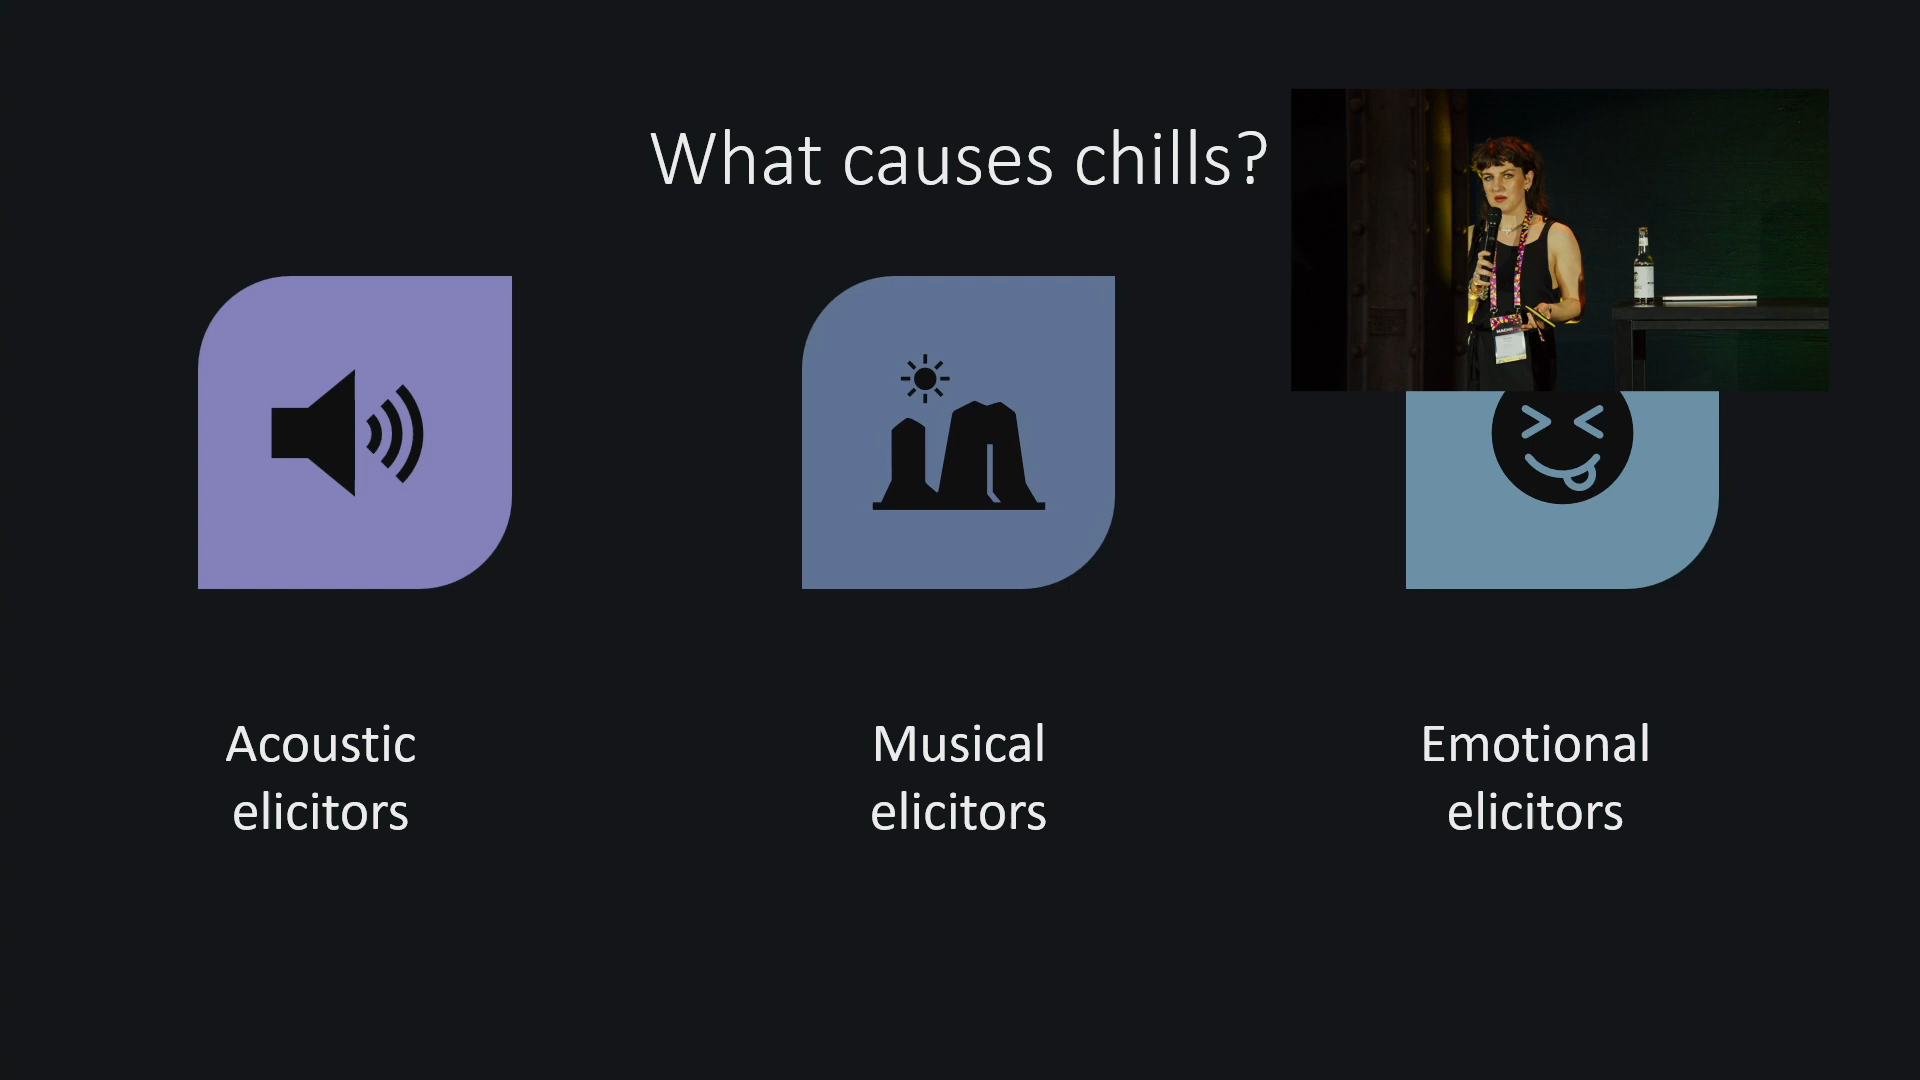 What causes chills?
Acoustic
elicitors
Musical
elicitors
Emotional
elicitors